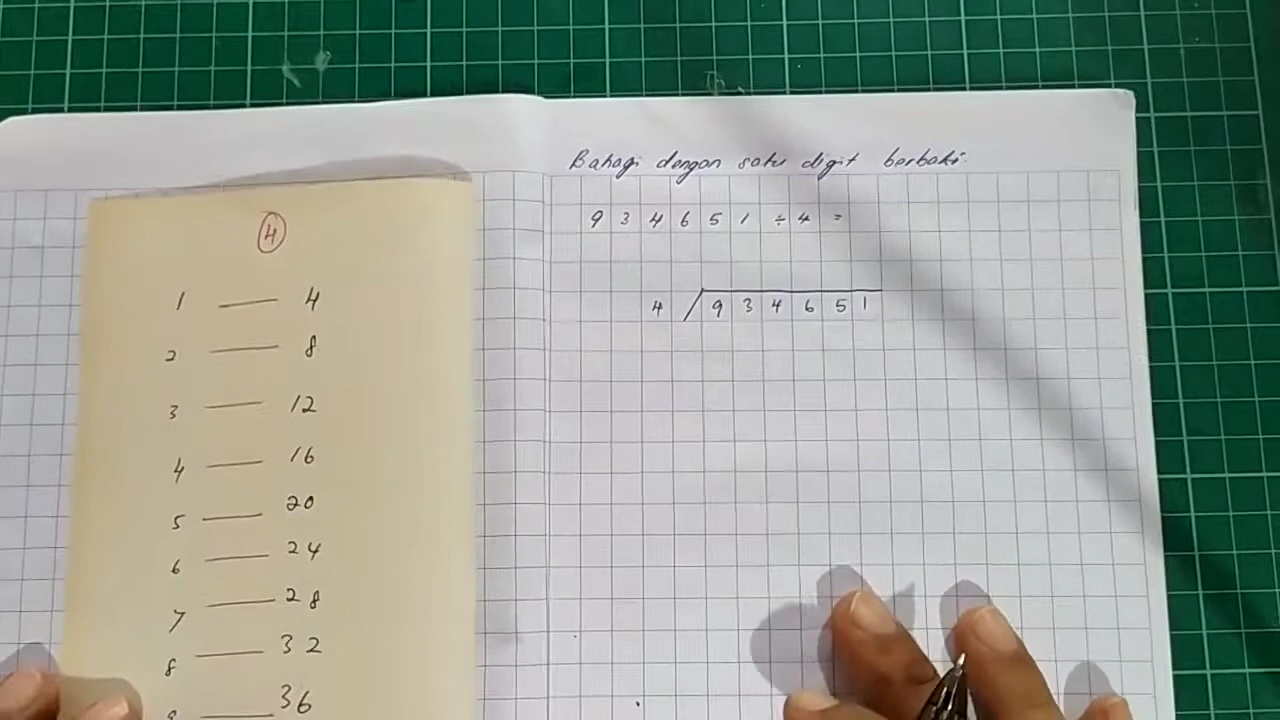 4
1 — 4
2 — 8
3 — 12
4 — 16
5 — 20
6 — 24
7 — 28
8 — 32
9 — 36
Bahagi dengan satu digit berbaki.
9 3 4 6 5 1 ÷ 4 =
4 / 9 3 4 6 5 1